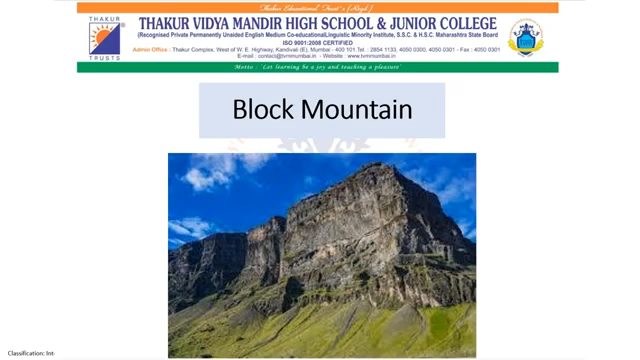 Thakur Educational Trust's (Regd.)
THAKUR VIDYA MANDIR HIGH SCHOOL & JUNIOR COLLEGE
(Recognised Private Permanently Unaided English Medium Co-educational,Linguistic Minority Institute, S.S.C. & H.S.C. Maharashtra State Board
ISO 9001:2008 CERTIFIED
Admin Office : Thakur Complex, West of W. E. Highway, Kandivali (E), Mumbai - 400 101.Tel. : 2854 1133, 4050 0300, 4050 0301 - Fax : 4050 0301
E-mail : contact@tvmmumbai.in - Website : www.tvmmumbai.in
Motto : 'Let learning be a joy and teaching a pleasure'
THAKUR
TRUSTS
Block Mountain
Classification: Int